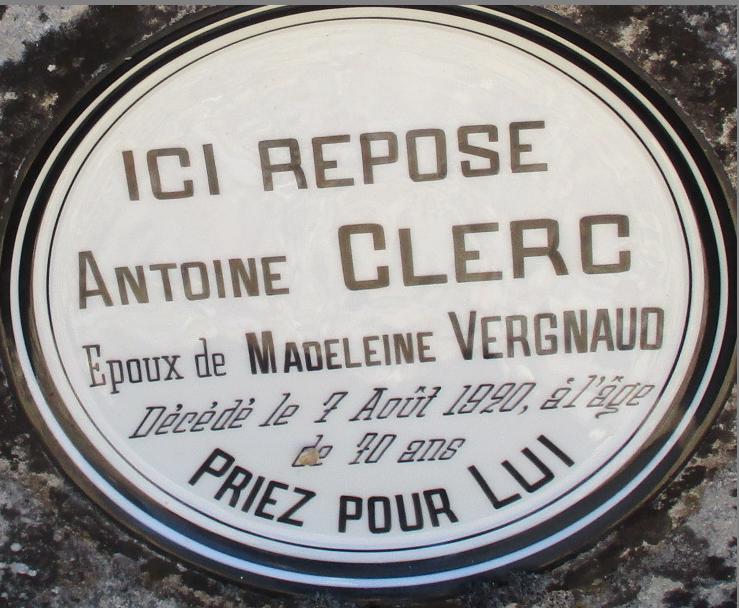 ICI REPOSE
ANTOINE CLERC
Epoux de MADELEINE VERGNAUD
Décédé le 7 Août 1920, à l'âge
de 70 ans
PRIEZ POUR LUI